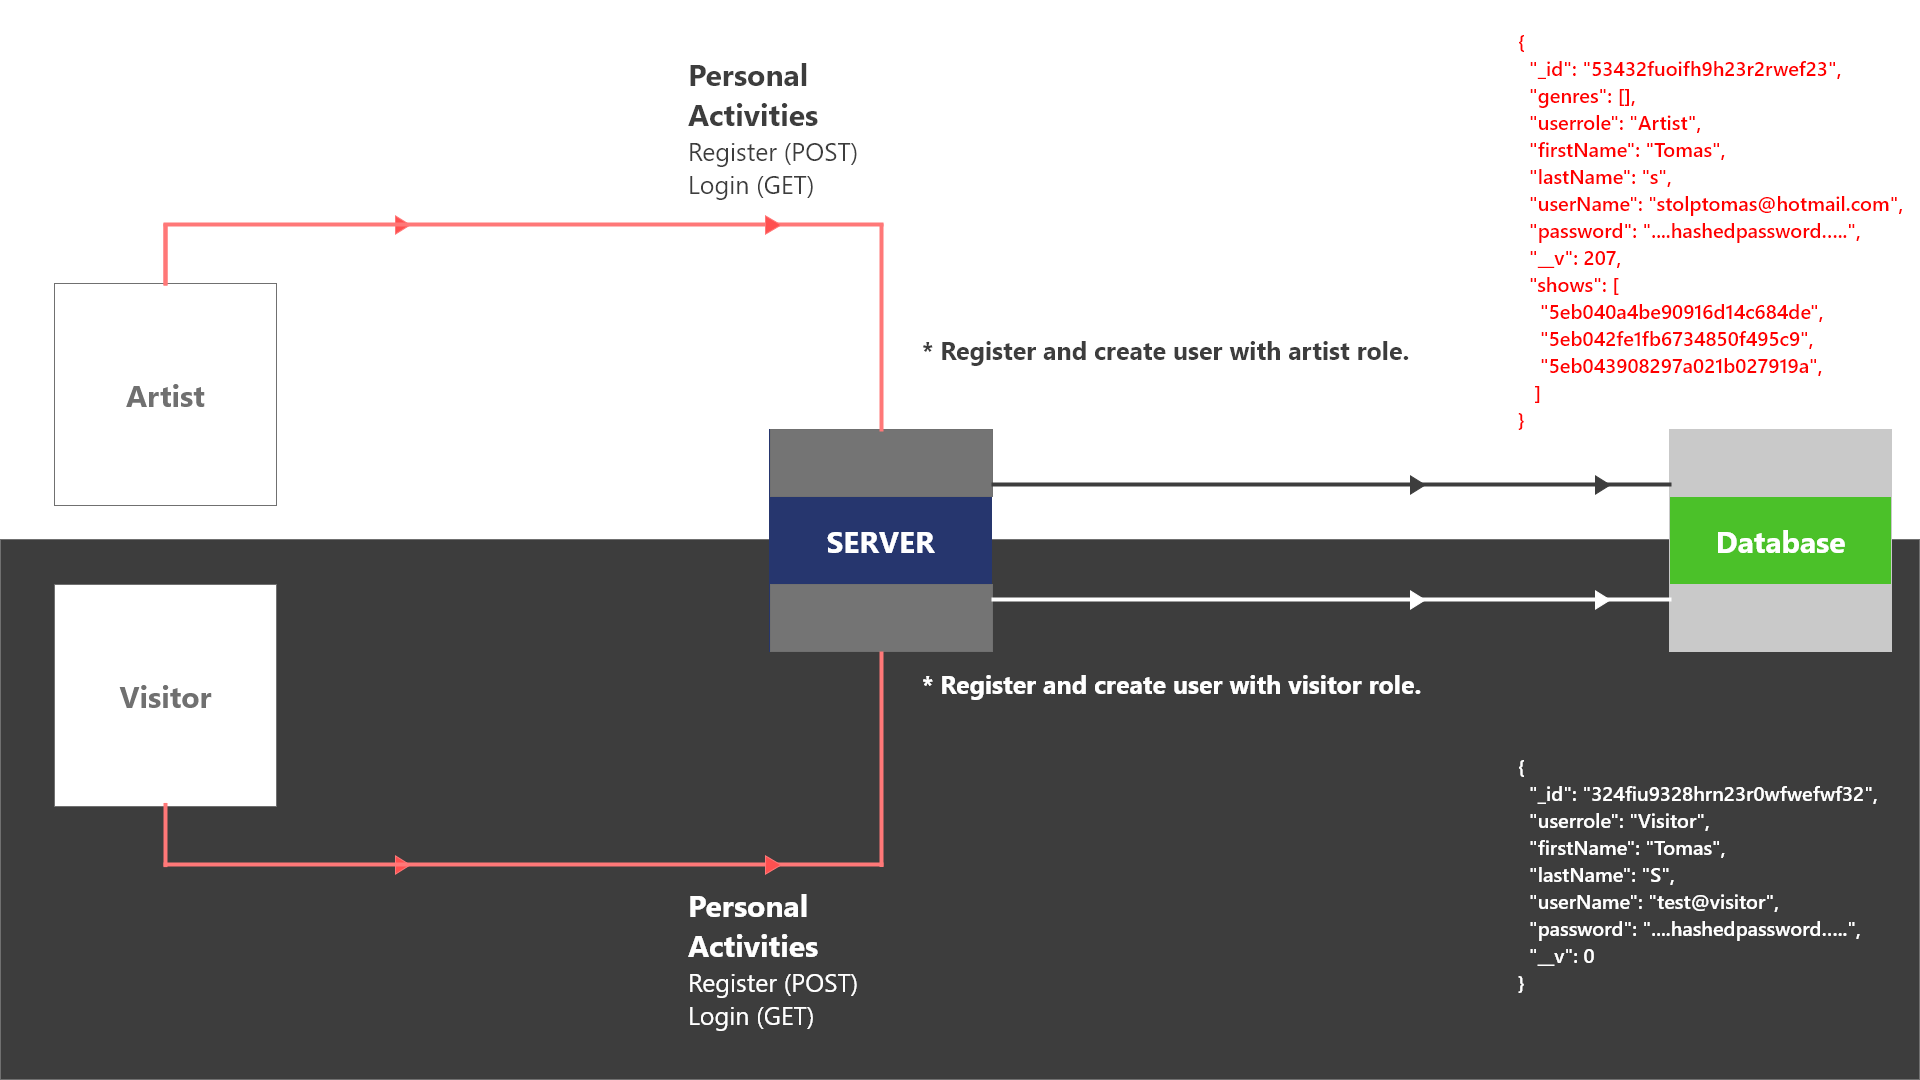 Personal
Activities
Register (POST)
Login (GET)
{
"_id": "53432fuoifh9h23r2rwef23",
"genres": [],
"userrole": "Artist",
"firstName": "Tomas",
"lastName": "s",
"userName": "stolptomas@hotmail.com",
"password": "....hashedpassword.....",
"__v": 207,
"shows": [
"5eb040a4be90916d14c684de",
"5eb042fe1fb6734850f495c9",
"5eb043908297a021b027919a",
]
}
Artist
* Register and create user with artist role.
SERVER
Database
Visitor
* Register and create user with visitor role.
Personal
Activities
Register (POST)
Login (GET)
{
"_id": "324fiu9328hrn23r0wfwefwf32",
"userrole": "Visitor",
"firstName": "Tomas",
"lastName": "S",
"userName": "test@visitor",
"password": "....hashedpassword.....",
"__v": 0
}